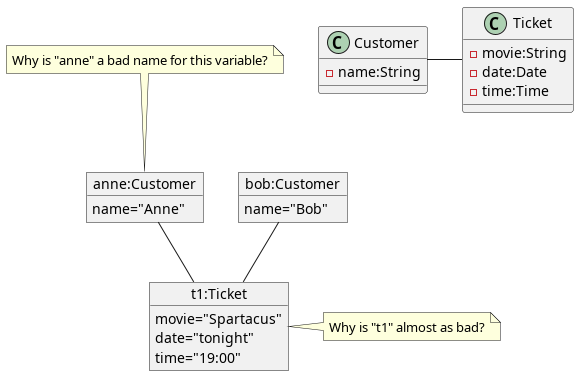 Why is "anne" a bad name for this variable?
C Customer
name:String
C Ticket
movie:String
date:Date
time:Time
anne:Customer
name="Anne"
bob:Customer
name="Bob"
t1:Ticket
movie="Spartacus"
date="tonight"
time="19:00"
Why is "t1" almost as bad?